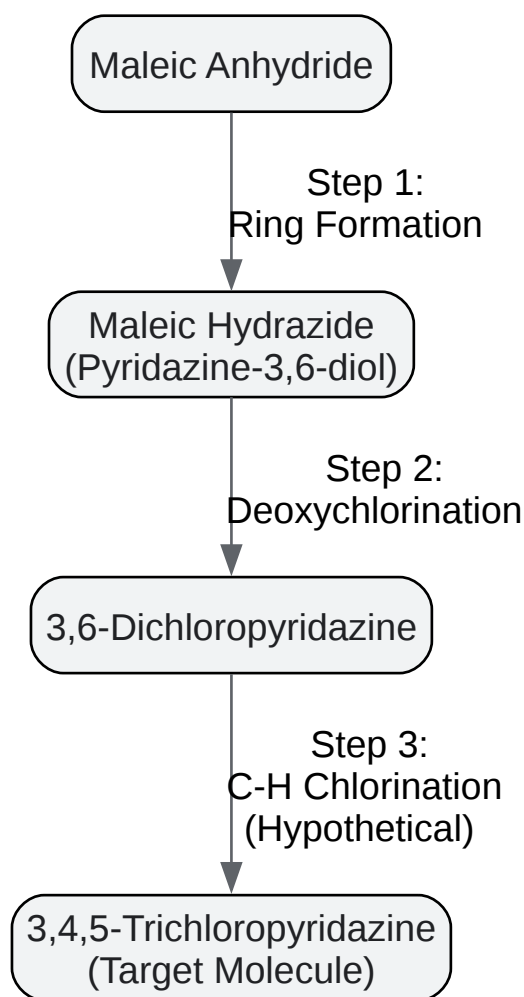 Maleic Anhydride
Step 1:
Ring Formation
Maleic Hydrazide
(Pyridazine-3,6-diol)
Step 2:
Deoxychlorination
3,6-Dichloropyridazine
Step 3:
C-H Chlorination
(Hypothetical)
3,4,5-Trichloropyridazine
(Target Molecule)